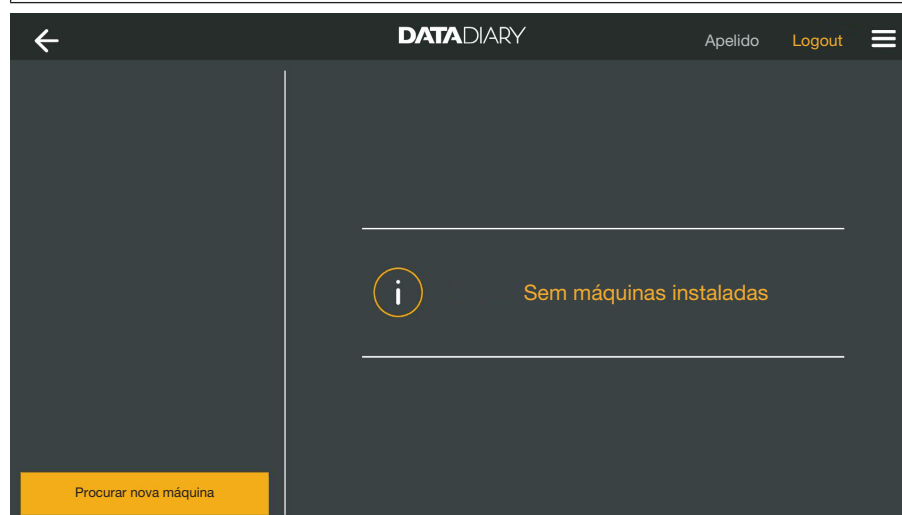 DATADIARY
Apelido
Logout
i
Sem máquinas instaladas
Procurar nova máquina